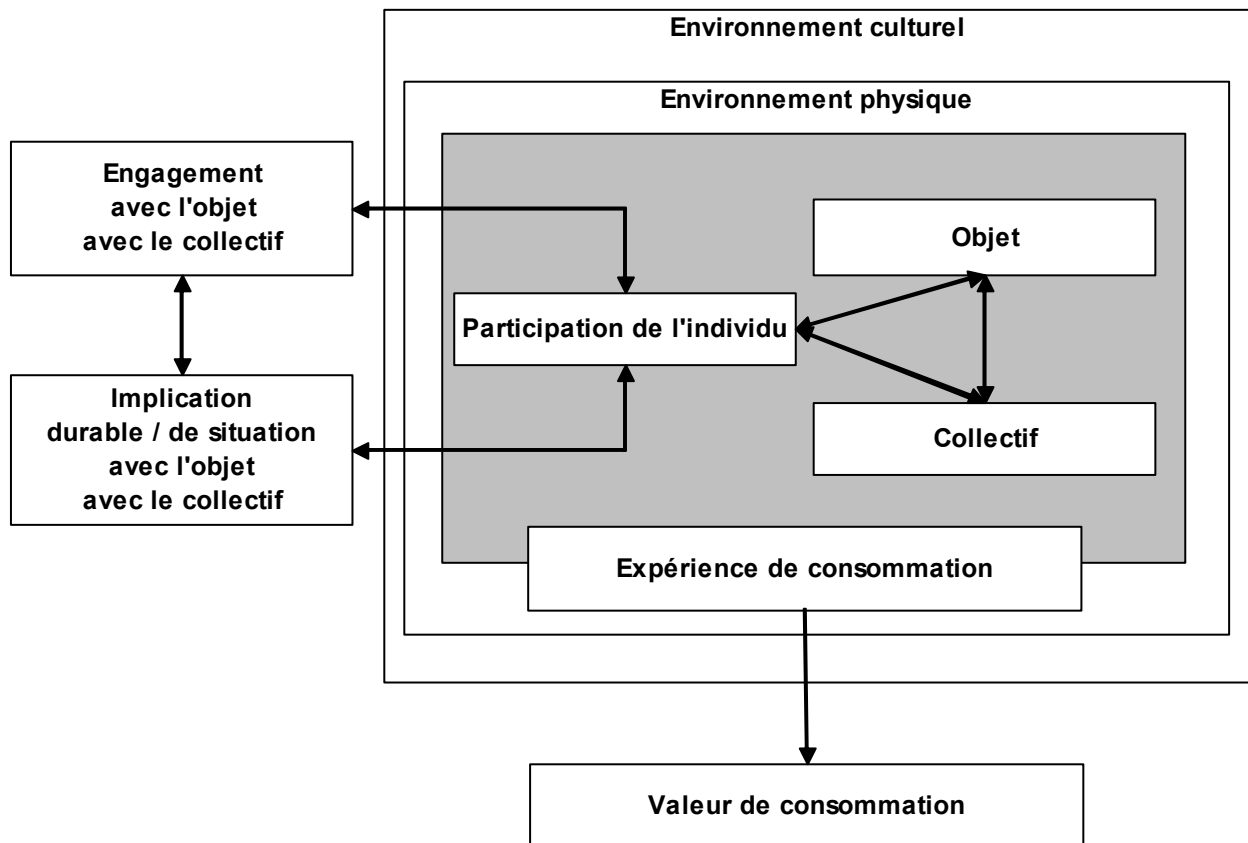 Environnement culturel
Environnement physique
Engagement
avec l'objet
avec le collectif
Objet
Participation de l'individu
Implication
durable / de situation
avec l'objet
avec le collectif
Collectif
Expérience de consommation
Valeur de consommation